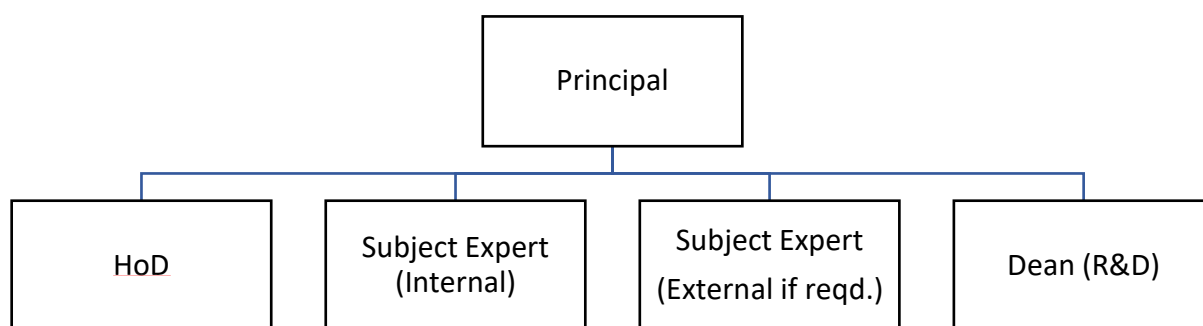 Principal
HoD
Subject Expert
(Internal)
Subject Expert
(External if reqd.)
Dean (R&D)